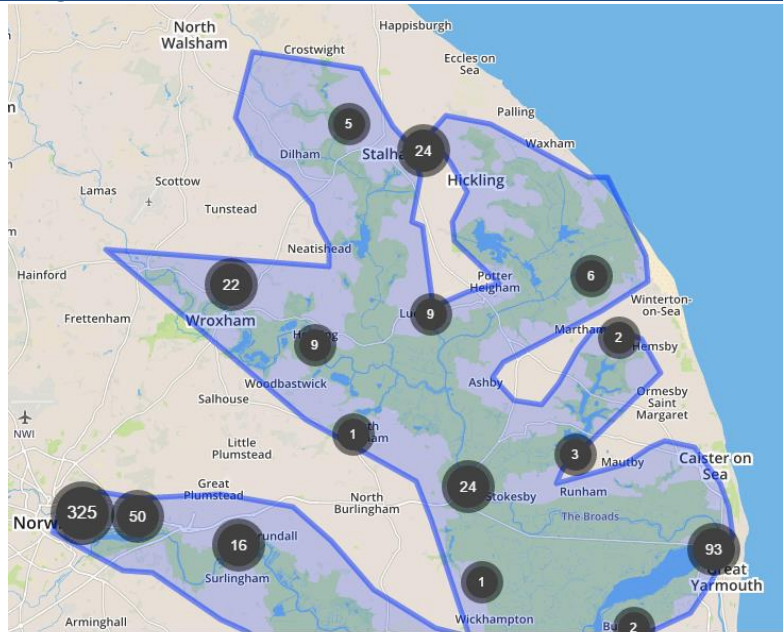 Happisburgh
North
Walsham
Crostwight
Eccles on
Sea
Palling
5
Waxham
Dilham
24
Hickling
Scottow
Lamas
Tunstead
Neatishead
Hainford
Potter
Heigham
6
22
Winterton-
on-Sea
Frettenham
9
Wroxham
Martham
2
Hemsby
9
Woodbastwick
Ashby
Ormesby
Saint
Margaret
Salhouse
NWI
1
Little
Plumstead
3
Mautby
Caister on
Sea
Great
Plumstead
North
Burlingham
24
Stokesby
Runham
The Broads
325
50
16
93
Great
Yarmouth
Surlingham
1
Arminghall
Wickhampton
2